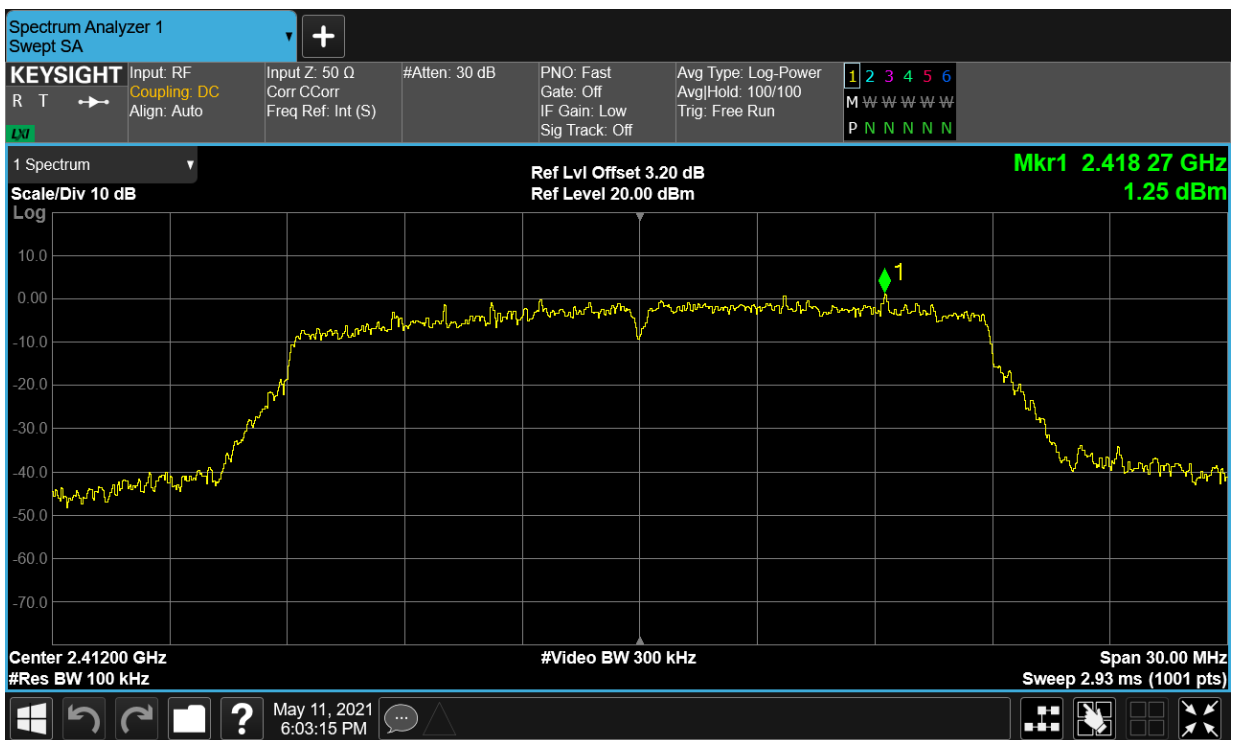 Spectrum Analyzer 1
Swept SA
KEYSIGHT
R T
LXI
Input: RF
Coupling: DC
Align: Auto
Input Z: 50 Ω
Corr CCorr
Freq Ref: Int (S)
#Atten: 30 dB
PNO: Fast
Gate: Off
IF Gain: Low
Sig Track: Off
Avg Type: Log-Power
Avg|Hold: 100/100
Trig: Free Run
1 2 3 4 5 6
M W W W W W
P N N N N N
1 Spectrum
Scale/Div 10 dB
Log
Ref Lvl Offset 3.20 dB
Ref Level 20.00 dBm
Mkr1 2.418 27 GHz
1.25 dBm
10.0
0.00
-10.0
-20.0
-30.0
-40.0
-50.0
-60.0
-70.0
1
Center 2.41200 GHz
#Res BW 100 kHz
#Video BW 300 kHz
Span 30.00 MHz
Sweep 2.93 ms (1001 pts)
?
May 11, 2021
6:03:15 PM